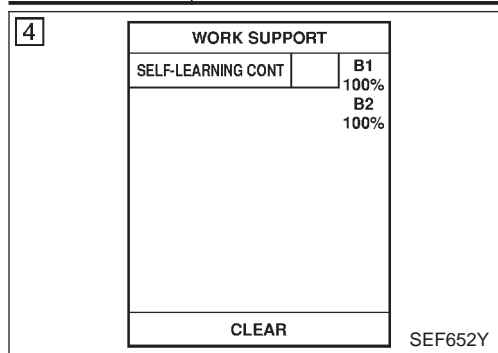 4
WORK SUPPORT
SELF-LEARNING CONT B1
100%
B2
100%
CLEAR
SEF652Y